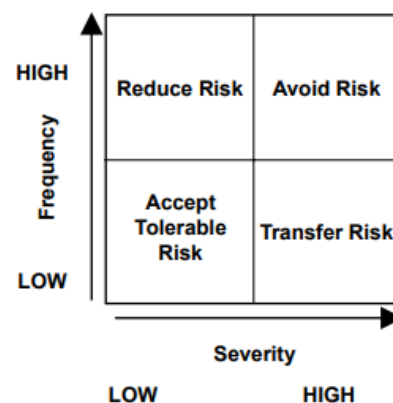 HIGH
Reduce Risk
Avoid Risk
Frequency
Accept
Tolerable
Risk
Transfer Risk
LOW
Severity
LOW
HIGH